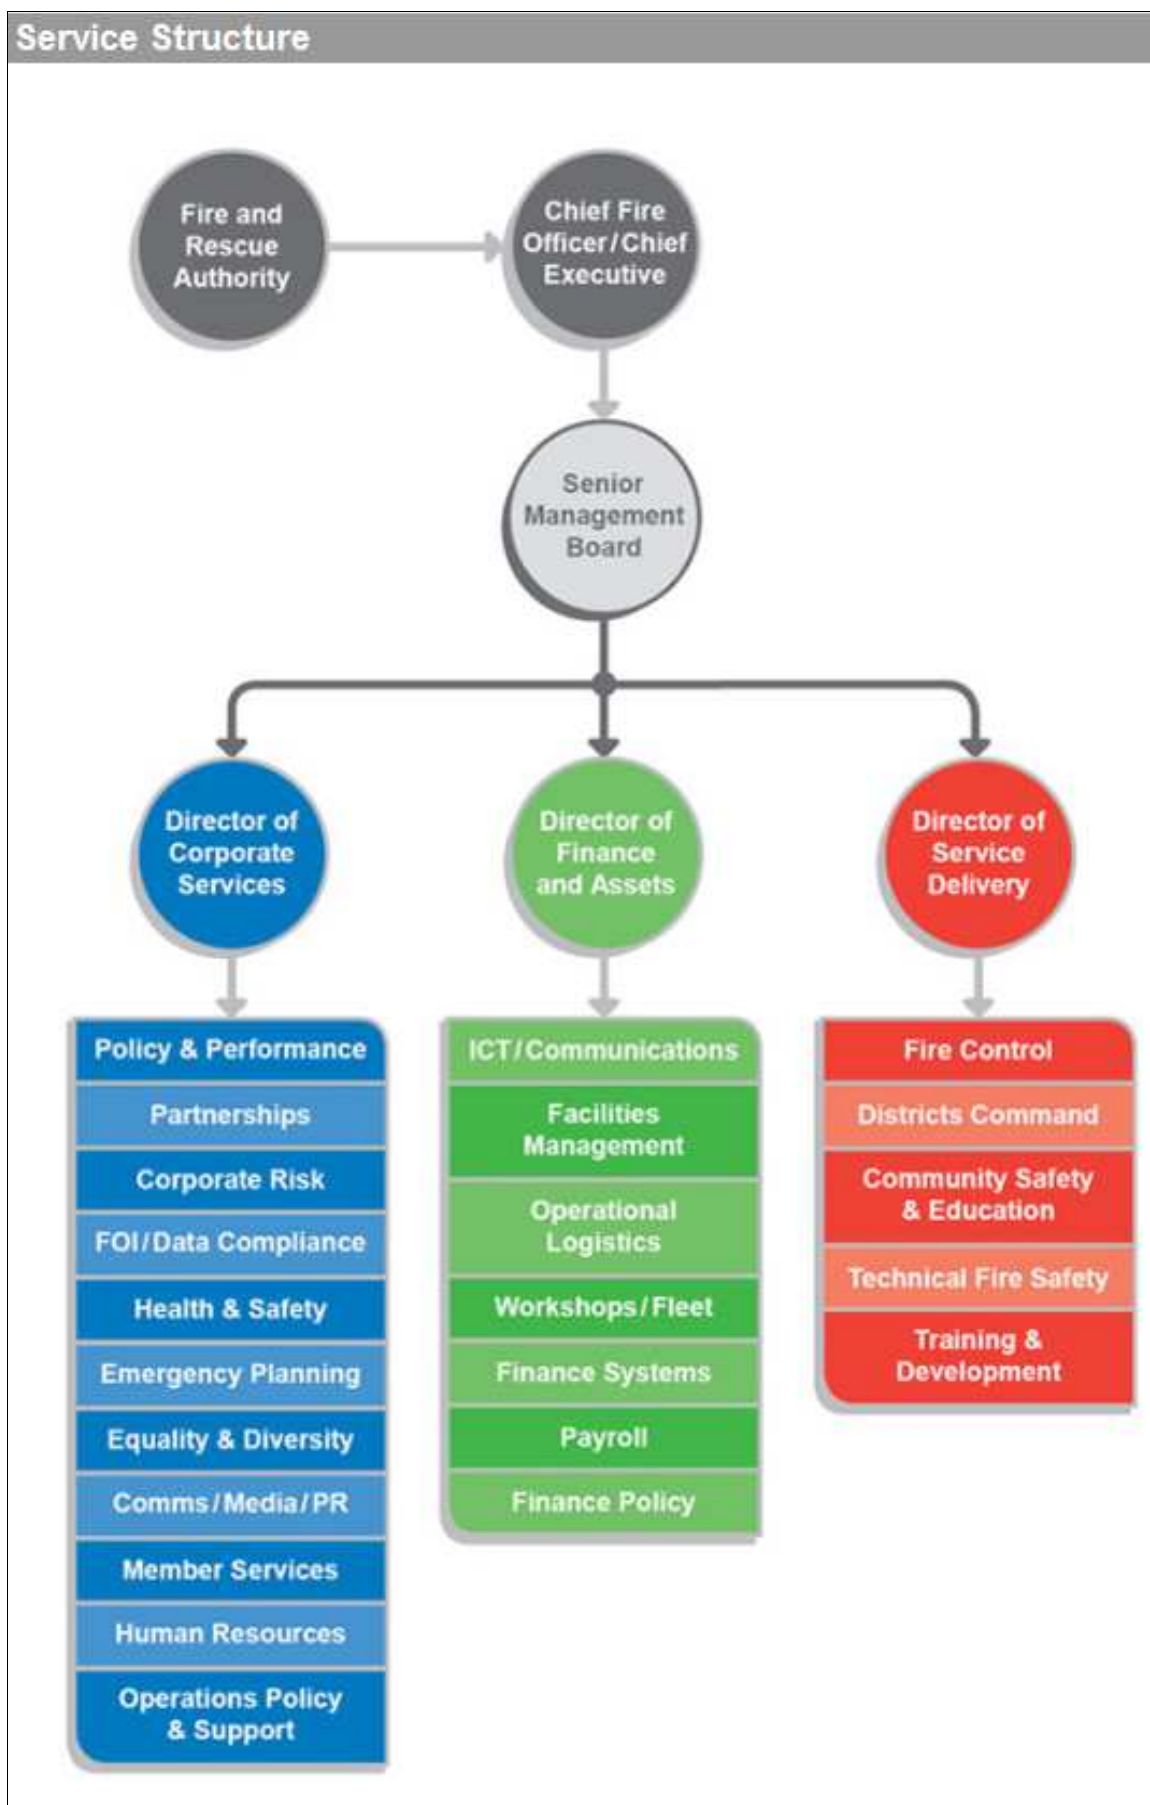 Service Structure
Fire and
Rescue
Authority
Chief Fire
Officer/Chief
Executive
Senior
Management
Board
Director of
Corporate
Services
Director of
Finance
and Assets
Director of
Service
Delivery
Policy & Performance
Partnerships
Corporate Risk
FOI/Data Compliance
Health & Safety
Emergency Planning
Equality & Diversity
Comms/Media/PR
Member Services
Human Resources
Operations Policy
& Support
ICT/Communications
Facilities
Management
Operational
Logistics
Workshops/Fleet
Finance Systems
Payroll
Finance Policy
Fire Control
Districts Command
Community Safety
& Education
Technical Fire Safety
Training &
Development